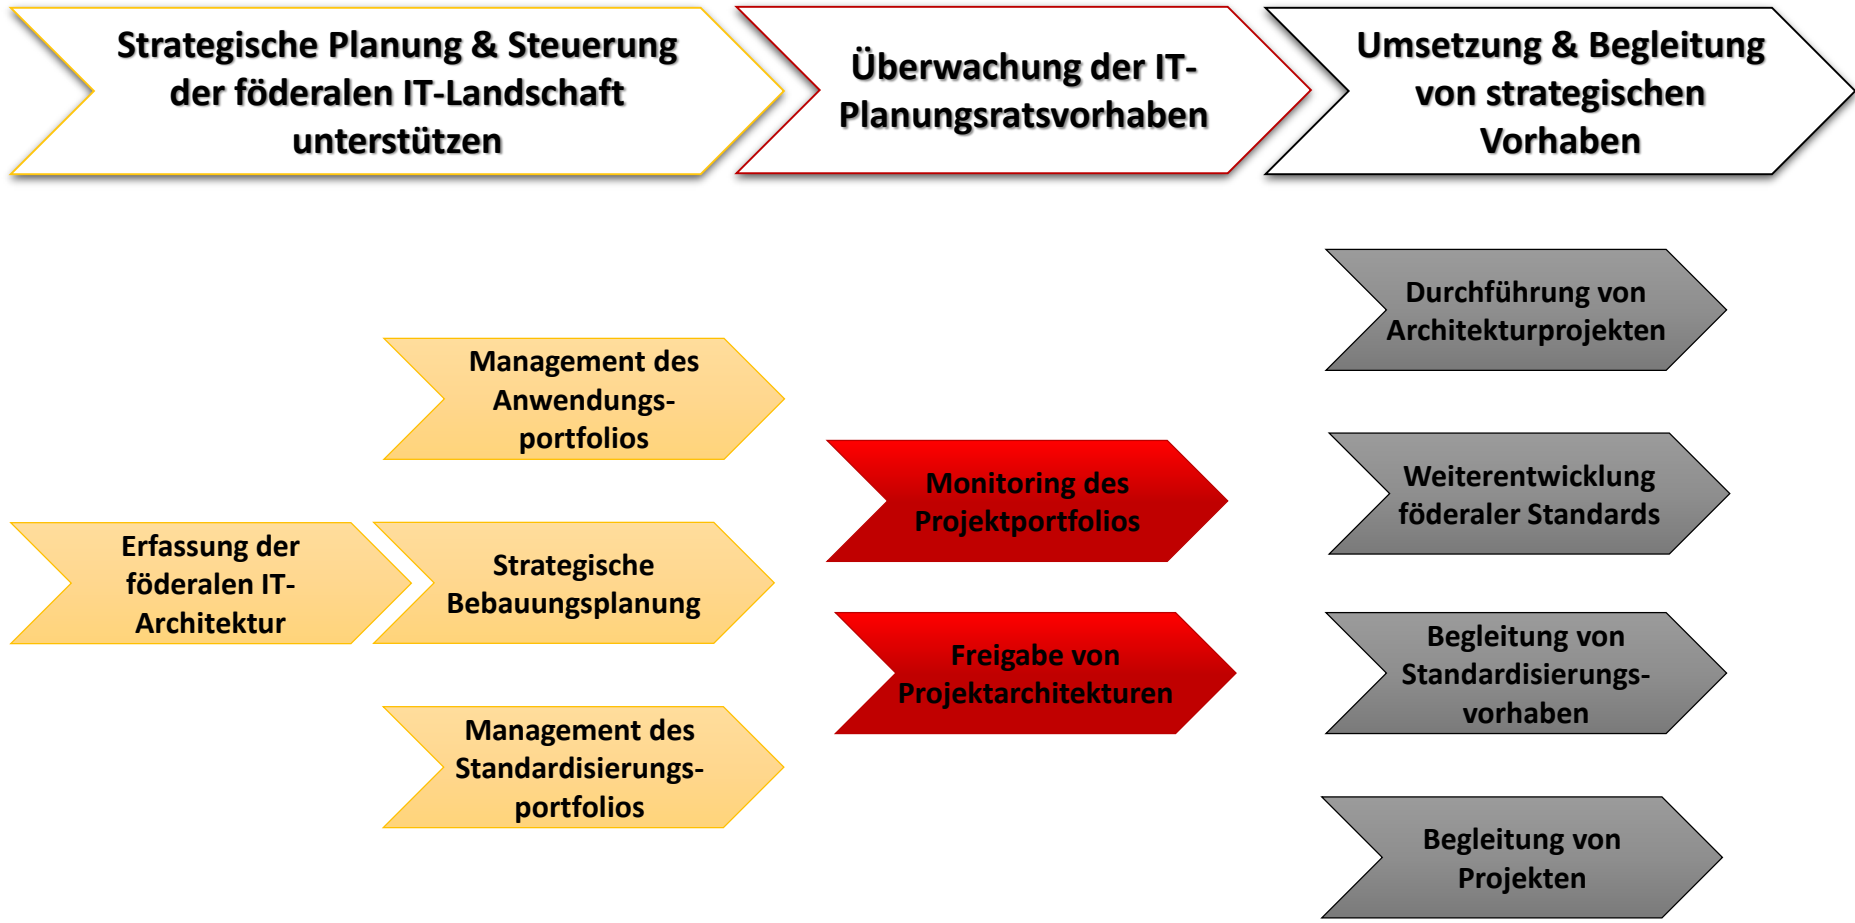 Strategische Planung & Steuerung
der föderalen IT-Landschaft
unterstützen
Überwachung der IT-
Planungsratsvorhaben
Umsetzung & Begleitung
von strategischen
Vorhaben
Erfassung der
föderalen IT-
Architektur
Management des
Anwendungs-
portfolios
Strategische
Bebauungsplanung
Management des
Standardisierungs-
portfolios
Monitoring des
Projektportfolios
Freigabe von
Projektarchitekturen
Durchführung von
Architekturprojekten
Weiterentwicklung
föderaler Standards
Begleitung von
Standardisierungs-
vorhaben
Begleitung von
Projekten